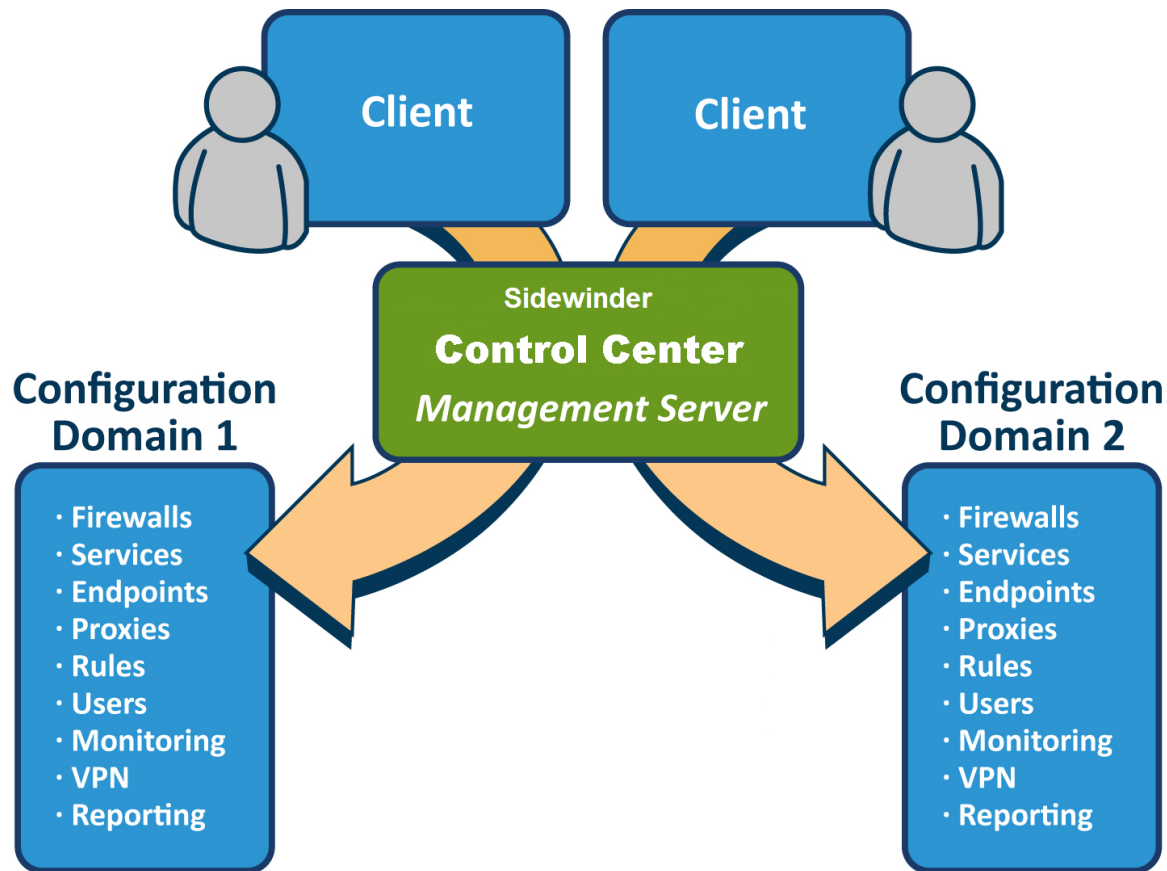 Client
Client
Sidewinder
Control Center
Management Server
Configuration
Domain 1
· Firewalls
· Services
· Endpoints
· Proxies
· Rules
· Users
· Monitoring
· VPN
· Reporting
Configuration
Domain 2
· Firewalls
· Services
· Endpoints
· Proxies
· Rules
· Users
· Monitoring
· VPN
· Reporting